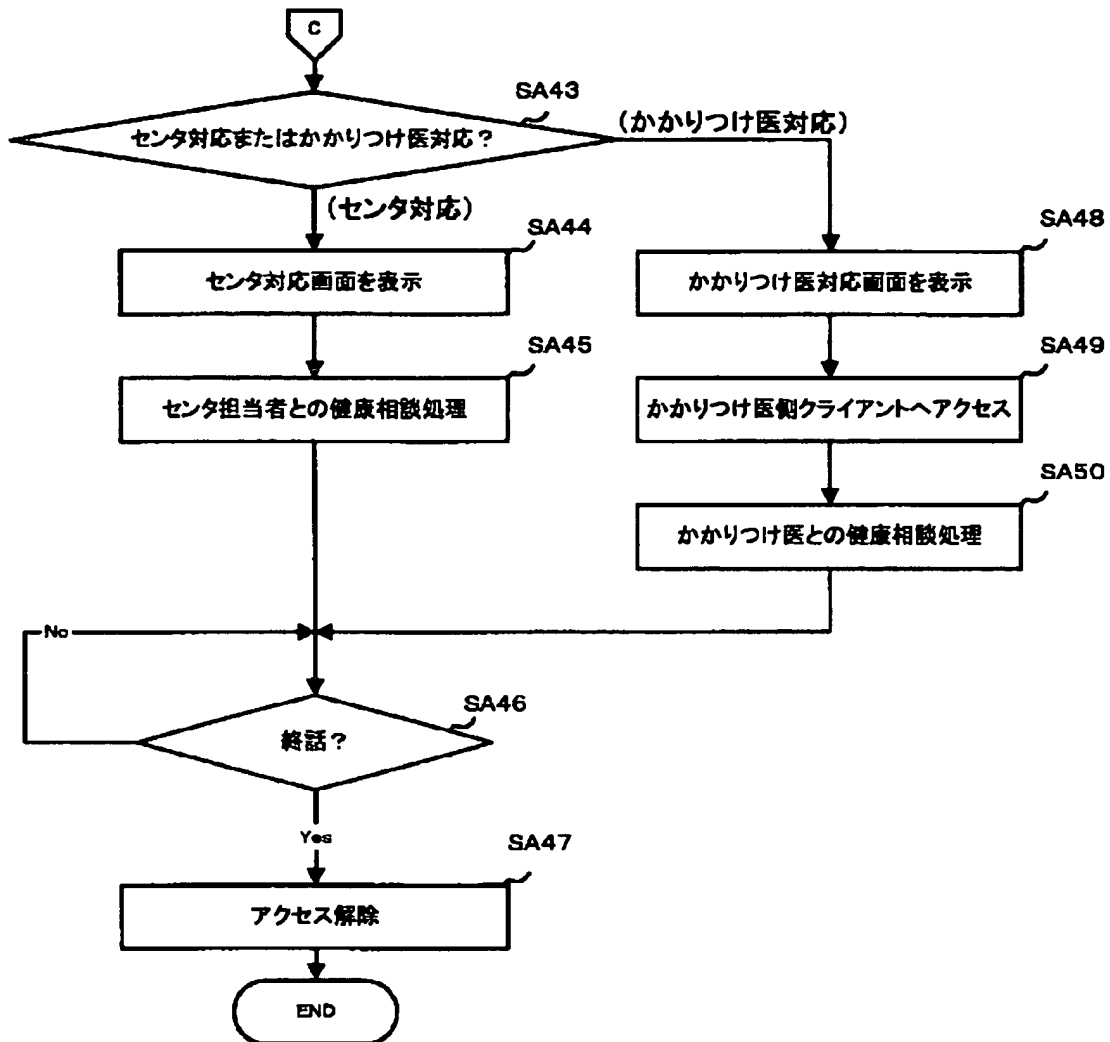 C
SA43
センタ対応またはかかりつけ医対応?
(かかりつけ医対応)
(センタ対応)
SA44
センタ対応画面を表示
SA48
かかりつけ医対応画面を表示
SA45
センタ担当者との健康相談処理
SA49
かかりつけ医側クライアントへアクセス
SA50
かかりつけ医との健康相談処理
No
SA46
終話?
Yes
SA47
アクセス解除
END